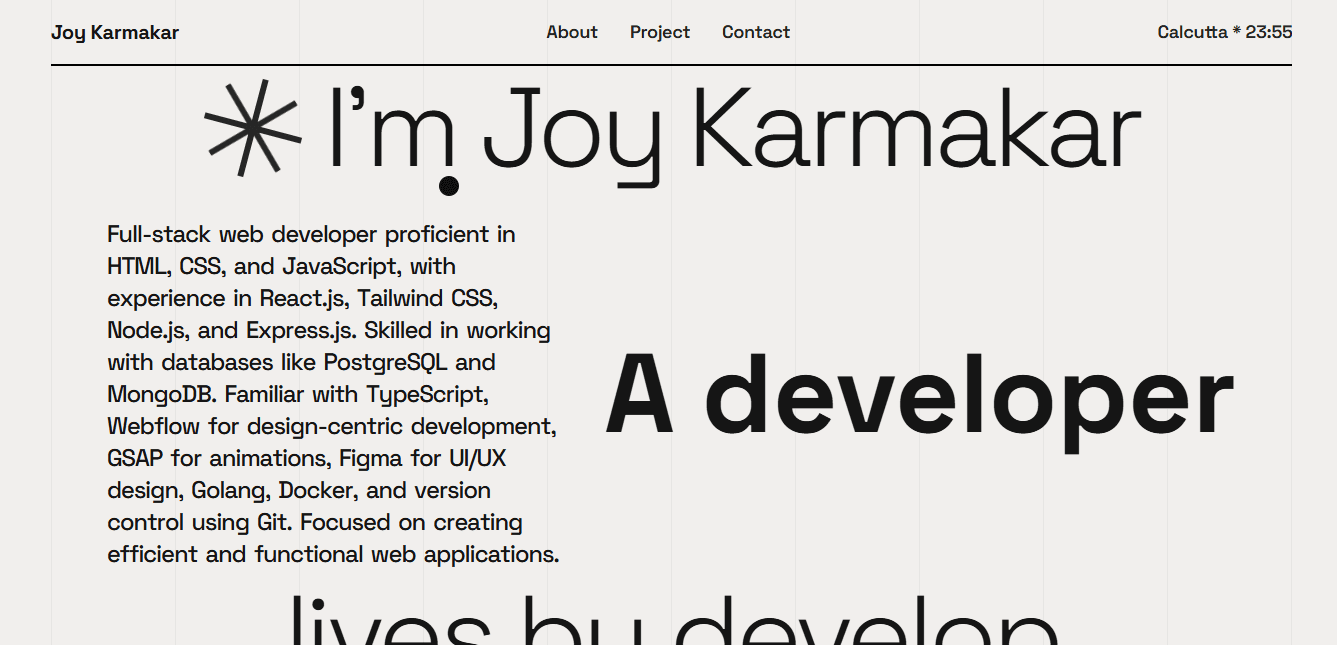 Joy Karmakar
About Project Contact
Calcutta * 23:55
I’m Joy Karmakar
Full-stack web developer proficient in
HTML, CSS, and JavaScript, with
experience in React.js, Tailwind CSS,
Node.js, and Express.js. Skilled in working
with databases like PostgreSQL and
MongoDB. Familiar with TypeScript,
Webflow for design-centric development,
GSAP for animations, Figma for UI/UX
design, Golang, Docker, and version
control using Git. Focused on creating
efficient and functional web applications.
A developer
lives by develop